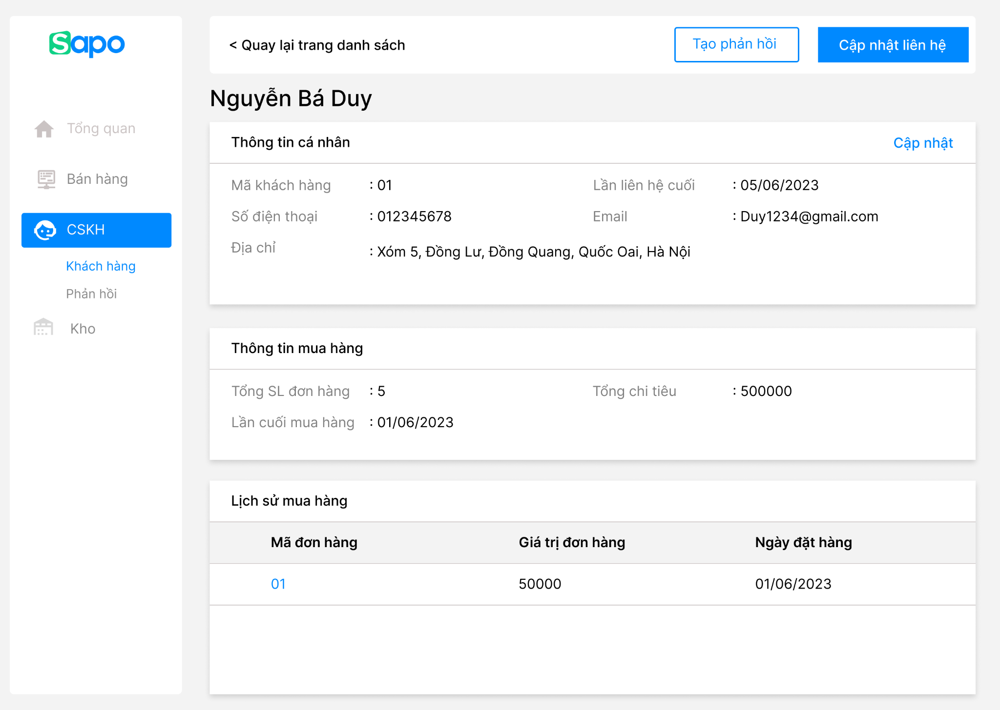 Sapo
< Quay lại trang danh sách
Tạo phản hồi
Cập nhật liên hệ
Tổng quan
Bán hàng
CSKH
Khách hàng
Phản hồi
Kho
Nguyễn Bá Duy
Thông tin cá nhân
Cập nhật
Mã khách hàng : 01
Lần liên hệ cuối : 05/06/2023
Số điện thoại : 012345678
Email : Duy1234@gmail.com
Địa chỉ : Xóm 5, Đồng Lư, Đồng Quang, Quốc Oai, Hà Nội
Thông tin mua hàng
Tổng SL đơn hàng : 5
Tổng chi tiêu : 500000
Lần cuối mua hàng : 01/06/2023
Lịch sử mua hàng
Mã đơn hàng Giá trị đơn hàng Ngày đặt hàng
01 50000 01/06/2023